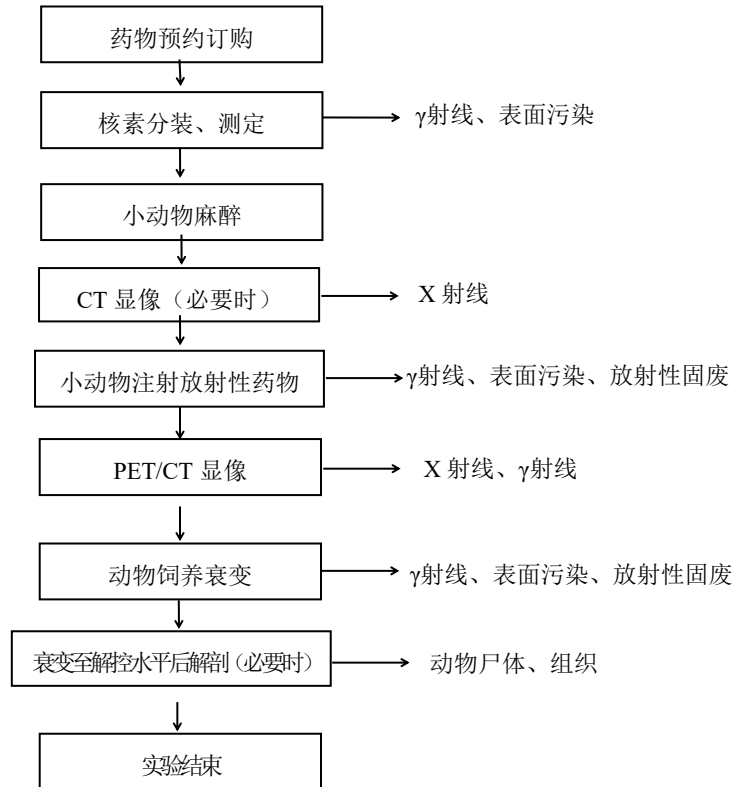 药物预约订购
核素分装、测定
γ射线、表面污染
小动物麻醉
CT 显像（必要时）
X 射线
小动物注射放射性药物
γ射线、表面污染、放射性固废
PET/CT 显像
X 射线、γ射线
动物饲养衰变
γ射线、表面污染、放射性固废
衰变至解控水平后解剖（必要时）
动物尸体、组织
实验结束